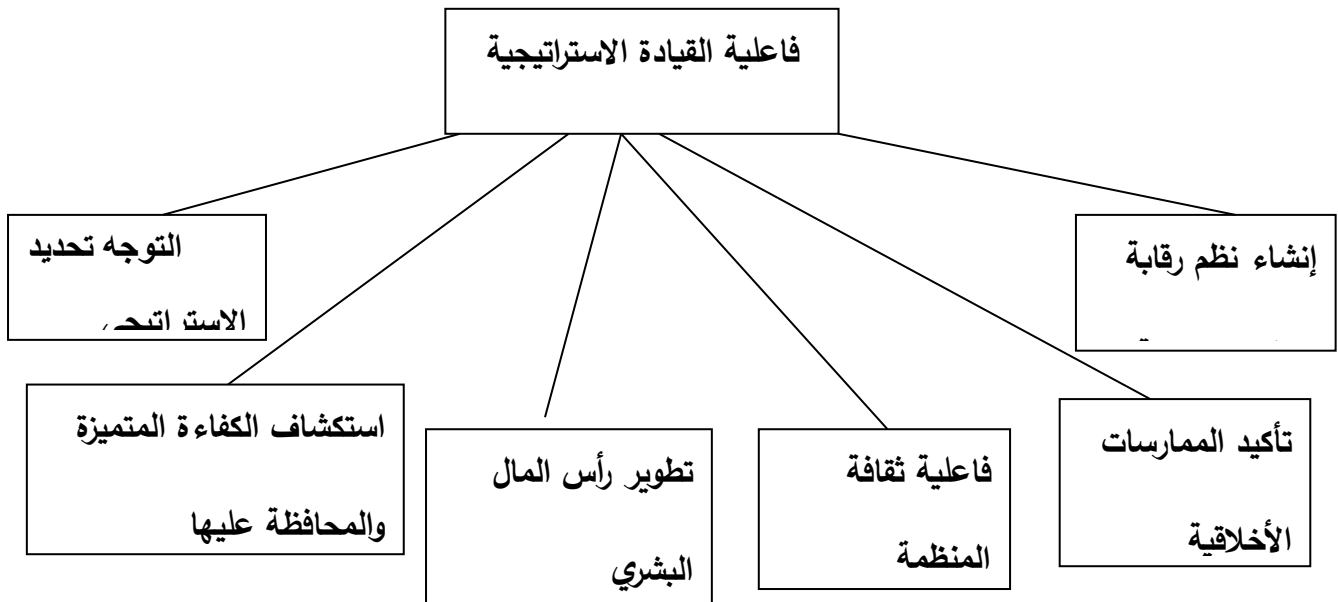 فاعلية القيادة الاستراتيجية
إنشاء نظم رقابة
التوجه تحديد
الاستراتيجي
تأكيد الممارسات
الأخلاقية
فاعلية ثقافة
المنظمة
تطوير رأس المال
البشري
استكشاف الكفاءة المتميزة
والمحافظة عليها